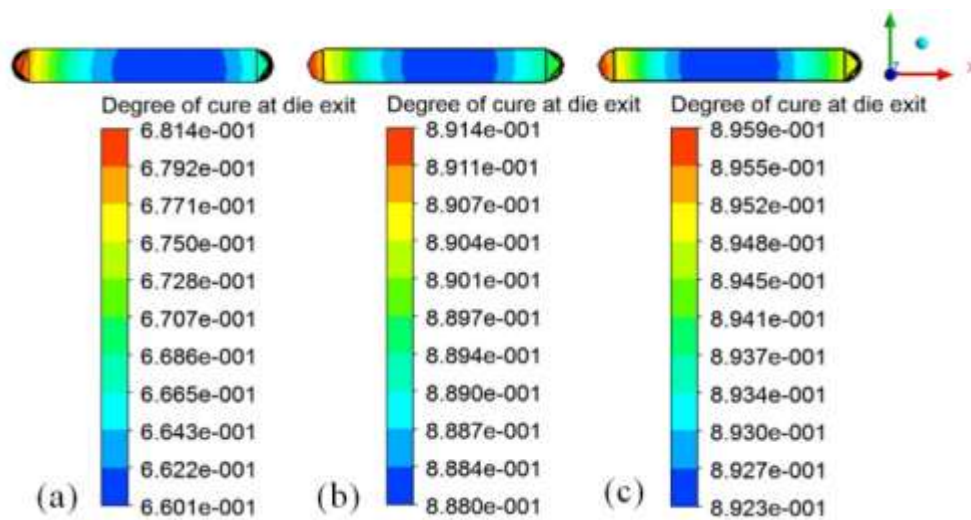 X
Degree of cure at die exit
6.814e-001
6.792e-001
6.771e-001
6.750e-001
6.728e-001
6.707e-001
6.686e-001
6.665e-001
6.643e-001
6.622e-001
6.601e-001
(a)
Degree of cure at die exit
8.914e-001
8.911e-001
8.907e-001
8.904e-001
8.901e-001
8.897e-001
8.894e-001
8.890e-001
8.887e-001
8.884e-001
8.880e-001
(b)
Degree of cure at die exit
8.959e-001
8.955e-001
8.952e-001
8.948e-001
8.945e-001
8.941e-001
8.937e-001
8.934e-001
8.930e-001
8.927e-001
8.923e-001
(c)